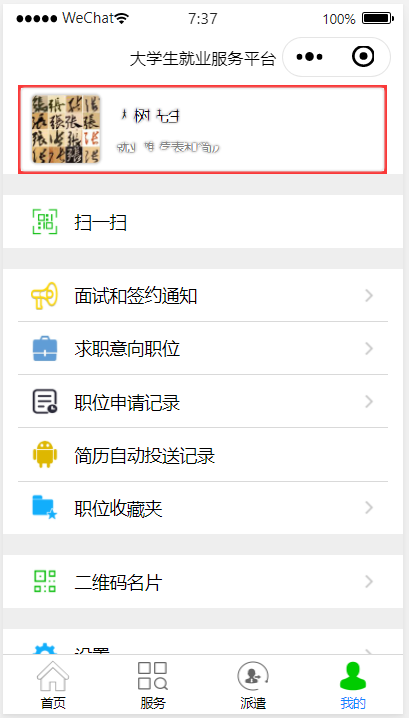 WeChat 7:37 100%
大学生就业服务平台
扫一扫
面试和签约通知
求职意向职位
职位申请记录
简历自动投送记录
职位收藏夹
二维码名片
设置
首页 服务 派遣 我的